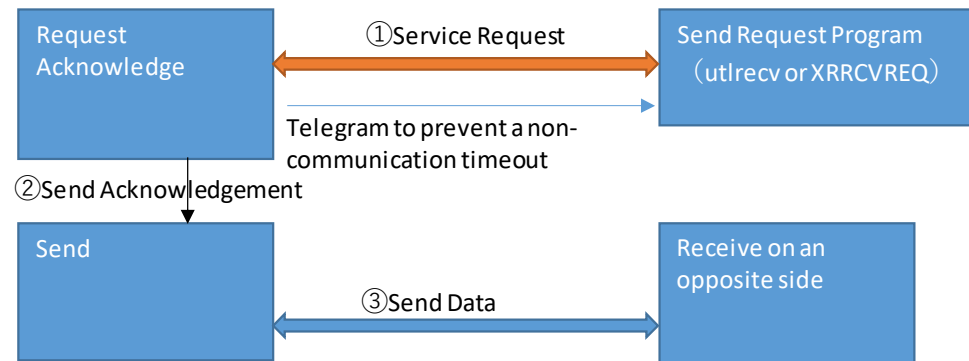 Request
Acknowledge
①Service Request
Send Request Program
（utlrecv or XRRCVREQ）
Telegram to prevent a non-
communication timeout
②Send Acknowledgement
Send
③Send Data
Receive on an
opposite side